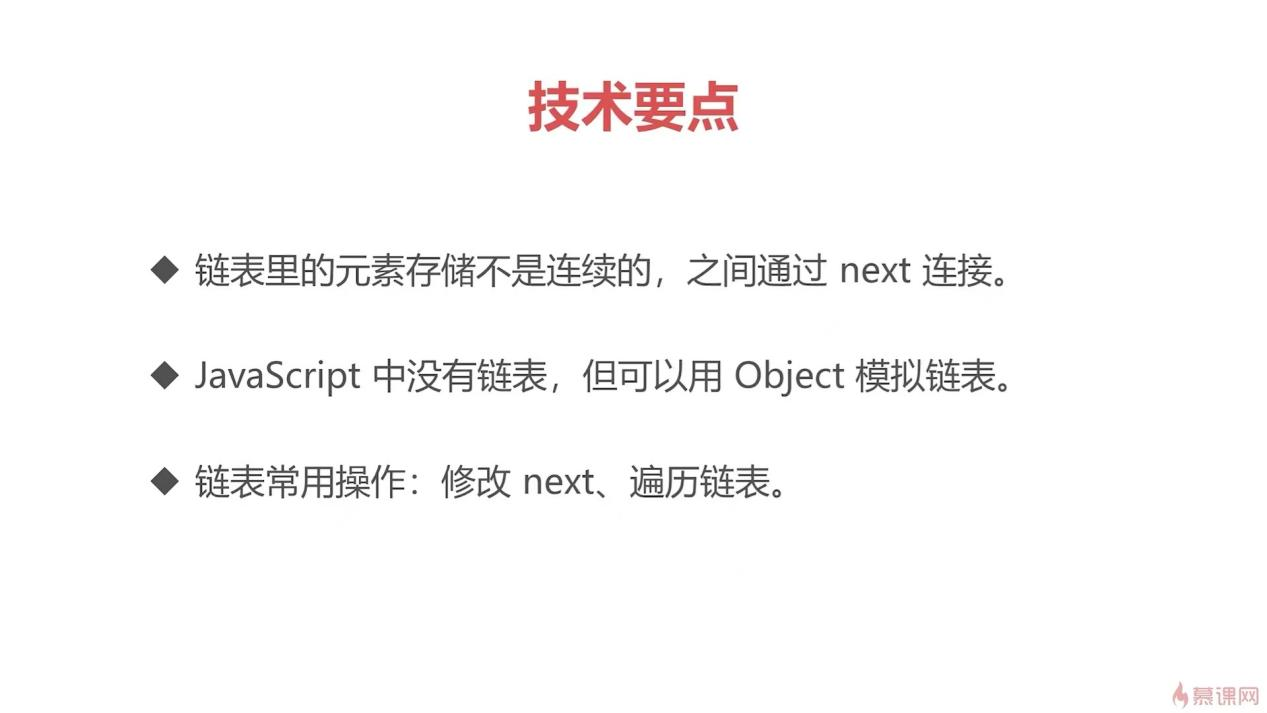 技术要点
◆ 链表里的元素存储不是连续的，之间通过 next 连接。
◆ JavaScript 中没有链表，但可以用 Object 模拟链表。
◆ 链表常用操作：修改 next、遍历链表。
慕课网